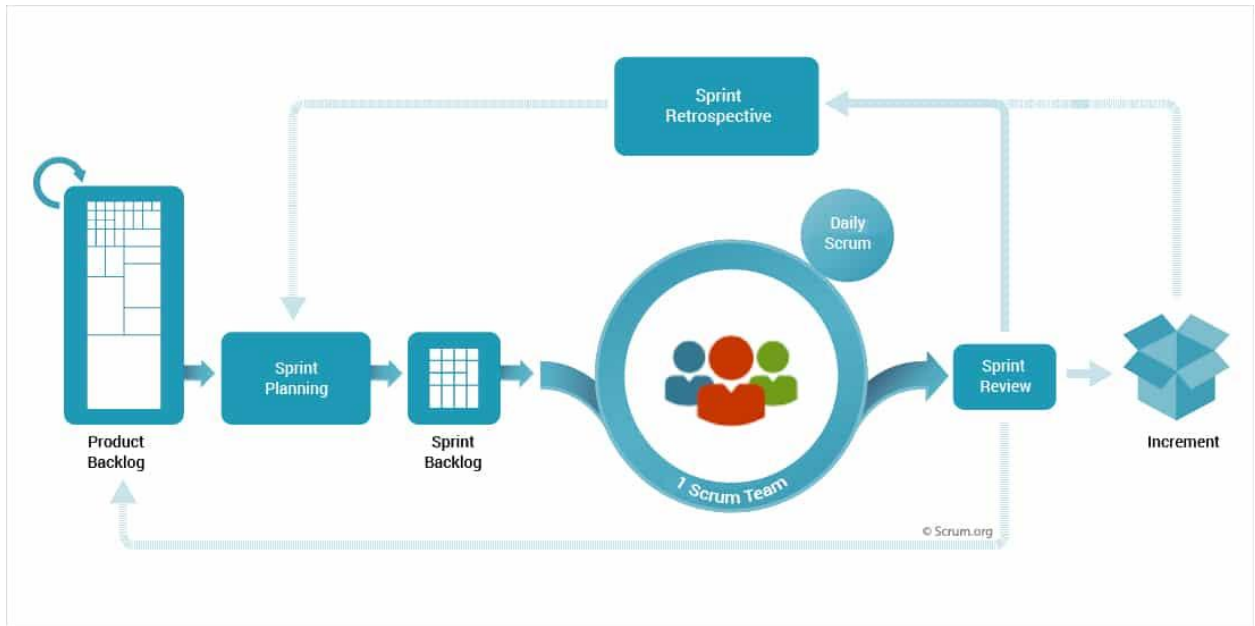 Sprint
Retrospective
Daily
Scrum
Sprint
Planning
Sprint
Review
Product
Backlog
Sprint
Backlog
1 Scrum Team
Increment
© Scrum.org